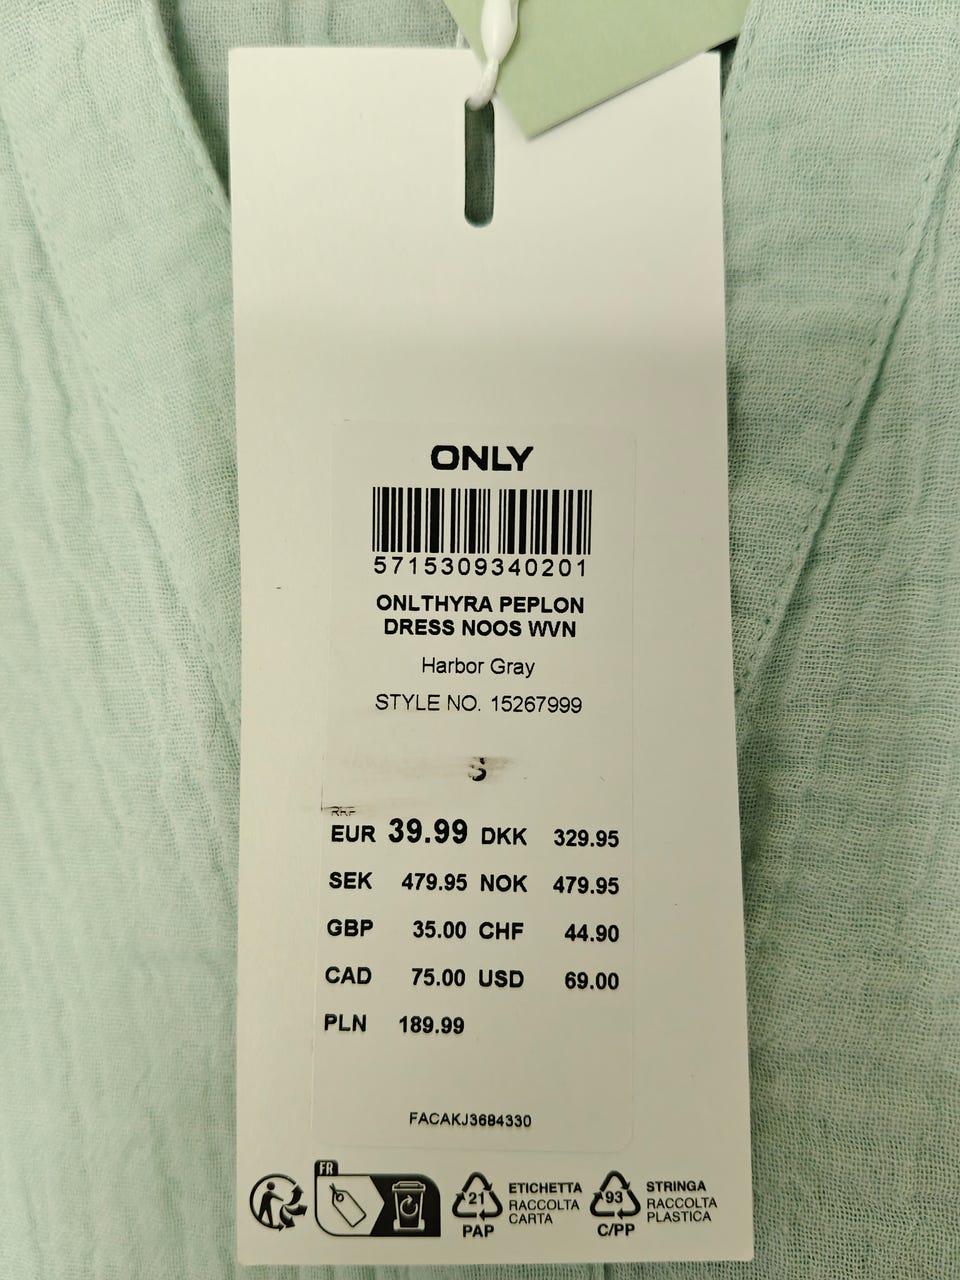 ONLY
5715309340201
ONLTHYRA PEPLON
DRESS NOOS WVN
Harbor Gray
STYLE NO. 15267999
S
RRP
EUR 39.99 DKK 329.95
SEK 479.95 NOK 479.95
GBP 35.00 CHF 44.90
CAD 75.00 USD 69.00
PLN 189.99
FACAKJ3684330
FR
21
PAP
ETICHETTA
RACCOLTA
CARTA
93
C/PP
STRINGA
RACCOLTA
PLASTICA